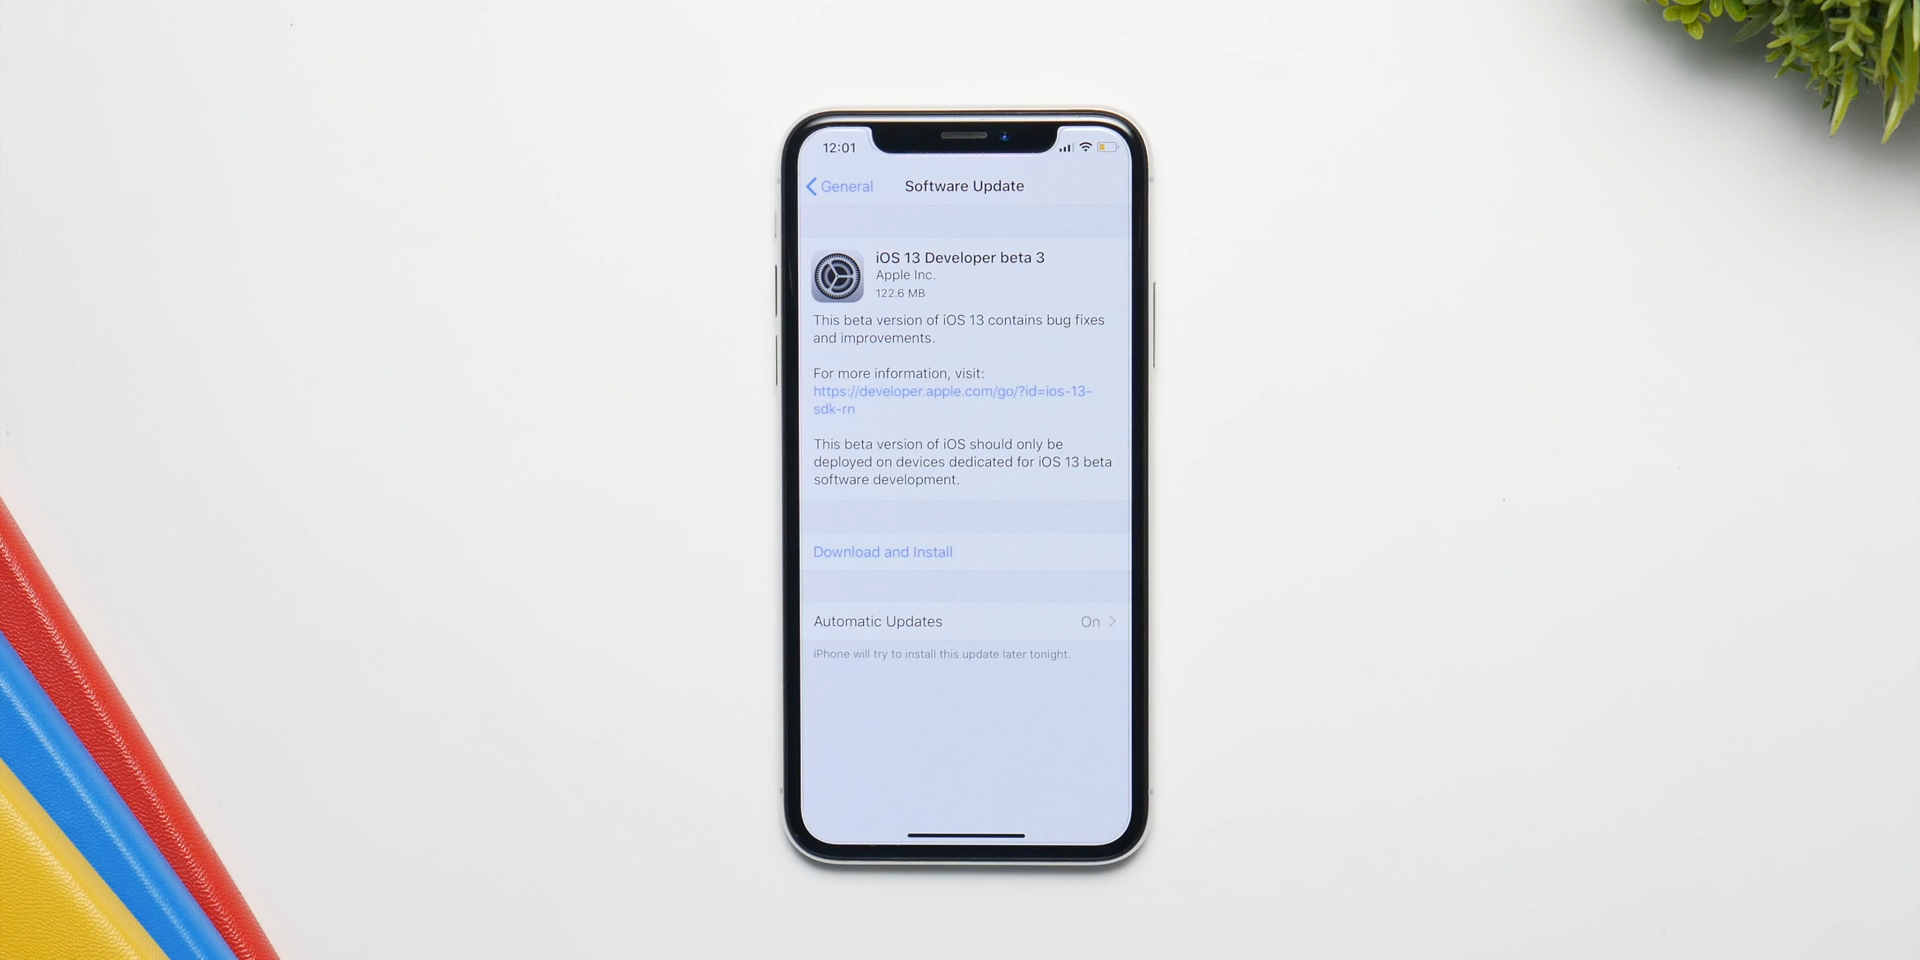 12:01
General
Software Update
iOS 13 Developer beta 3
Apple Inc.
122.6 MB
This beta version of iOS 13 contains bug fixes
and improvements.
For more information, visit:
https://developer.apple.com/go/?id=ios-13-
sdk-rn
This beta version of iOS should only be
deployed on devices dedicated for iOS 13 beta
software development.
Download and Install
Automatic Updates On
iPhone will try to install this update later tonight.